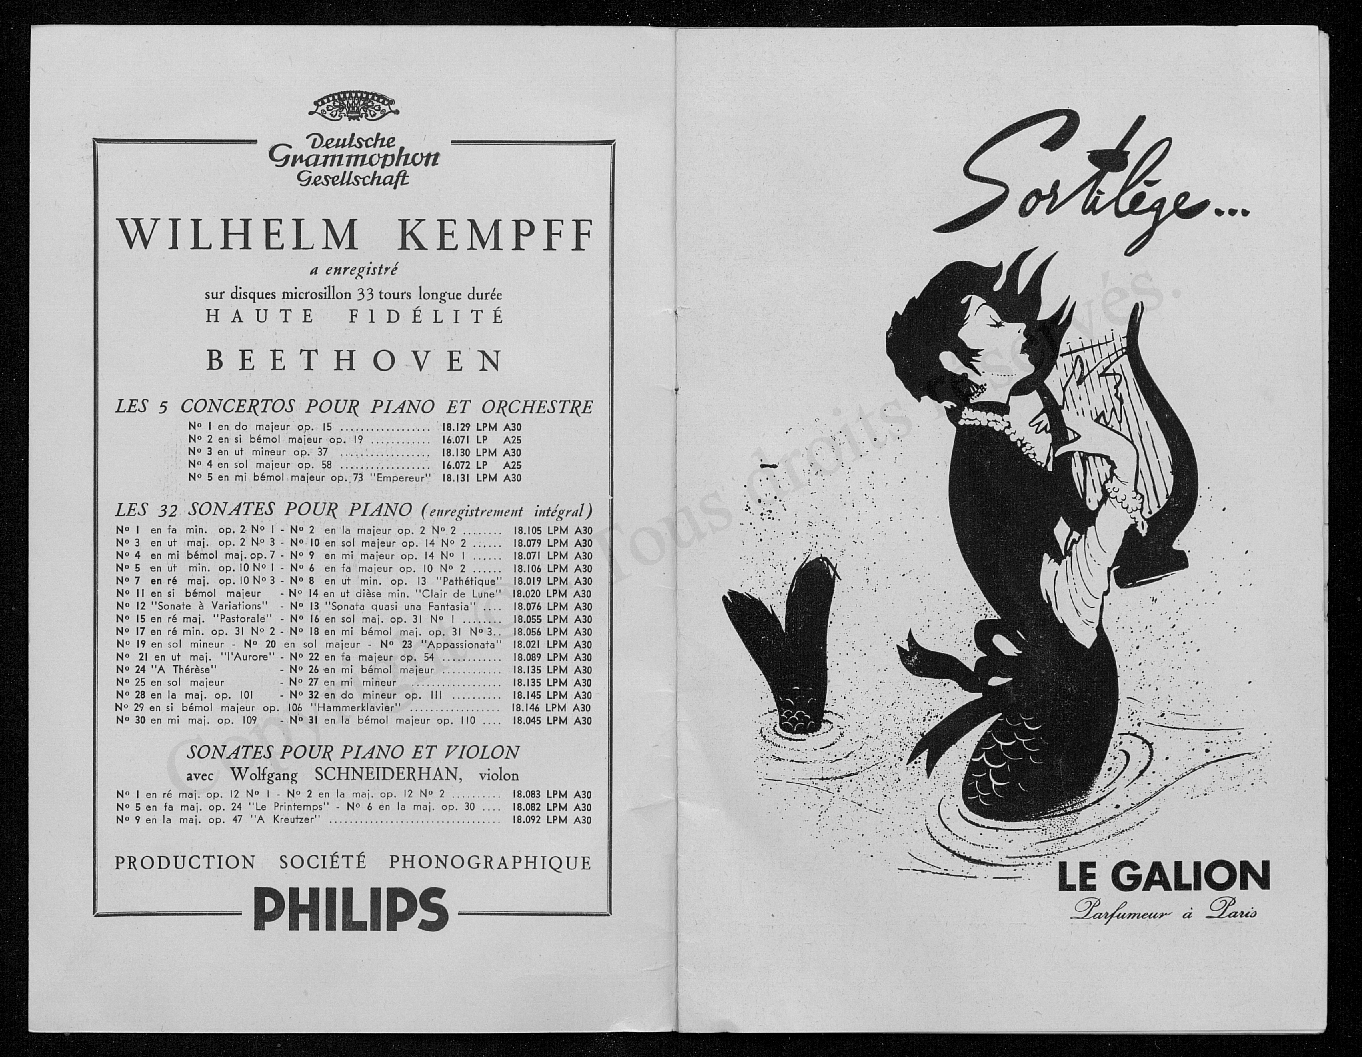 Deutsche
Grammophon
Gesellschaft
WILHELM KEMPFF
a enregistré
sur disques microsillon 33 tours longue durée
HAUTE FIDÉLITÉ
BEETHOVEN
LES 5 CONCERTOS POUR PIANO ET ORCHESTRE
Nº 1 en do majeur op. 15 .................. 18.129 LPM A30
Nº 2 en si bémol majeur op. 19 ............ 16.071 LP A25
Nº 3 en ut mineur op. 37 .................. 18.130 LPM A30
Nº 4 en sol majeur op. 58 .................. 16.072 LP A25
Nº 5 en mi bémol majeur op. 73 "Empereur" 18.131 LPM A30
LES 32 SONATES POUR PIANO (enregistrement intégral)
Nº 1 en fa min. op. 2 Nº 1 - Nº 2 en la majeur op. 2 Nº 2 ........ 18.105 LPM A30
Nº 3 en ut maj. op. 2 Nº 3 - Nº 10 en sol majeur op. 14 Nº 2 ...... 18.079 LPM A30
Nº 4 en mi bémol maj. op. 7 - Nº 9 en mi majeur op. 14 Nº 1 ...... 18.071 LPM A30
Nº 5 en ut min. op. 10 Nº 1 - Nº 6 en fa majeur op. 10 Nº 2 ...... 18.106 LPM A30
Nº 7 en ré maj. op. 10 Nº 3 - Nº 8 en ut min. op. 13 "Pathétique" 18.019 LPM A30
Nº 11 en si bémol majeur - Nº 14 en ut dièse min. "Clair de Lune" 18.020 LPM A30
Nº 12 "Sonate à Variations" - Nº 13 "Sonata quasi una Fantasia" .... 18.076 LPM A30
Nº 15 en ré maj. "Pastorale" - Nº 16 en sol maj. op. 31 Nº 1 ....... 18.055 LPM A30
Nº 17 en ré min. op. 31 Nº 2 - Nº 18 en mi bémol maj. op. 31 Nº 3.. 18.056 LPM A30
Nº 19 en sol mineur - Nº 20 en sol majeur - Nº 23 "Appassionata" 18.021 LPM A30
Nº 21 en ut maj. "l'Aurore" - Nº 22 en fa majeur op. 54 ........... 18.089 LPM A30
Nº 24 "A Thérèse" - Nº 26 en mi bémol majeur............ 18.135 LPM A30
Nº 25 en sol majeur - Nº 27 en mi mineur ................... 18.135 LPM A30
Nº 28 en la maj. op. 101 - Nº 32 en do mineur op. 111 .......... 18.145 LPM A30
Nº 29 en si bémol majeur op. 106 "Hammerklavier" .................. 18.146 LPM A30
Nº 30 en mi maj. op. 109 - Nº 31 en la bémol majeur op. 110 .... 18.045 LPM A30
SONATES POUR PIANO ET VIOLON
avec Wolfgang SCHNEIDERHAN, violon
Nº 1 en ré maj. op. 12 Nº 1 - Nº 2 en la maj. op. 12 Nº 2 .......... 18.083 LPM A30
Nº 5 en fa maj. op. 24 "Le Printemps" - Nº 6 en la maj. op. 30 .... 18.082 LPM A30
Nº 9 en la maj. op. 47 "A Kreutzer" .................................. 18.092 LPM A30
PRODUCTION SOCIÉTÉ PHONOGRAPHIQUE
PHILIPS
Sortilège...
LE GALION
Parfumeur à Paris
Tous droits réservés.